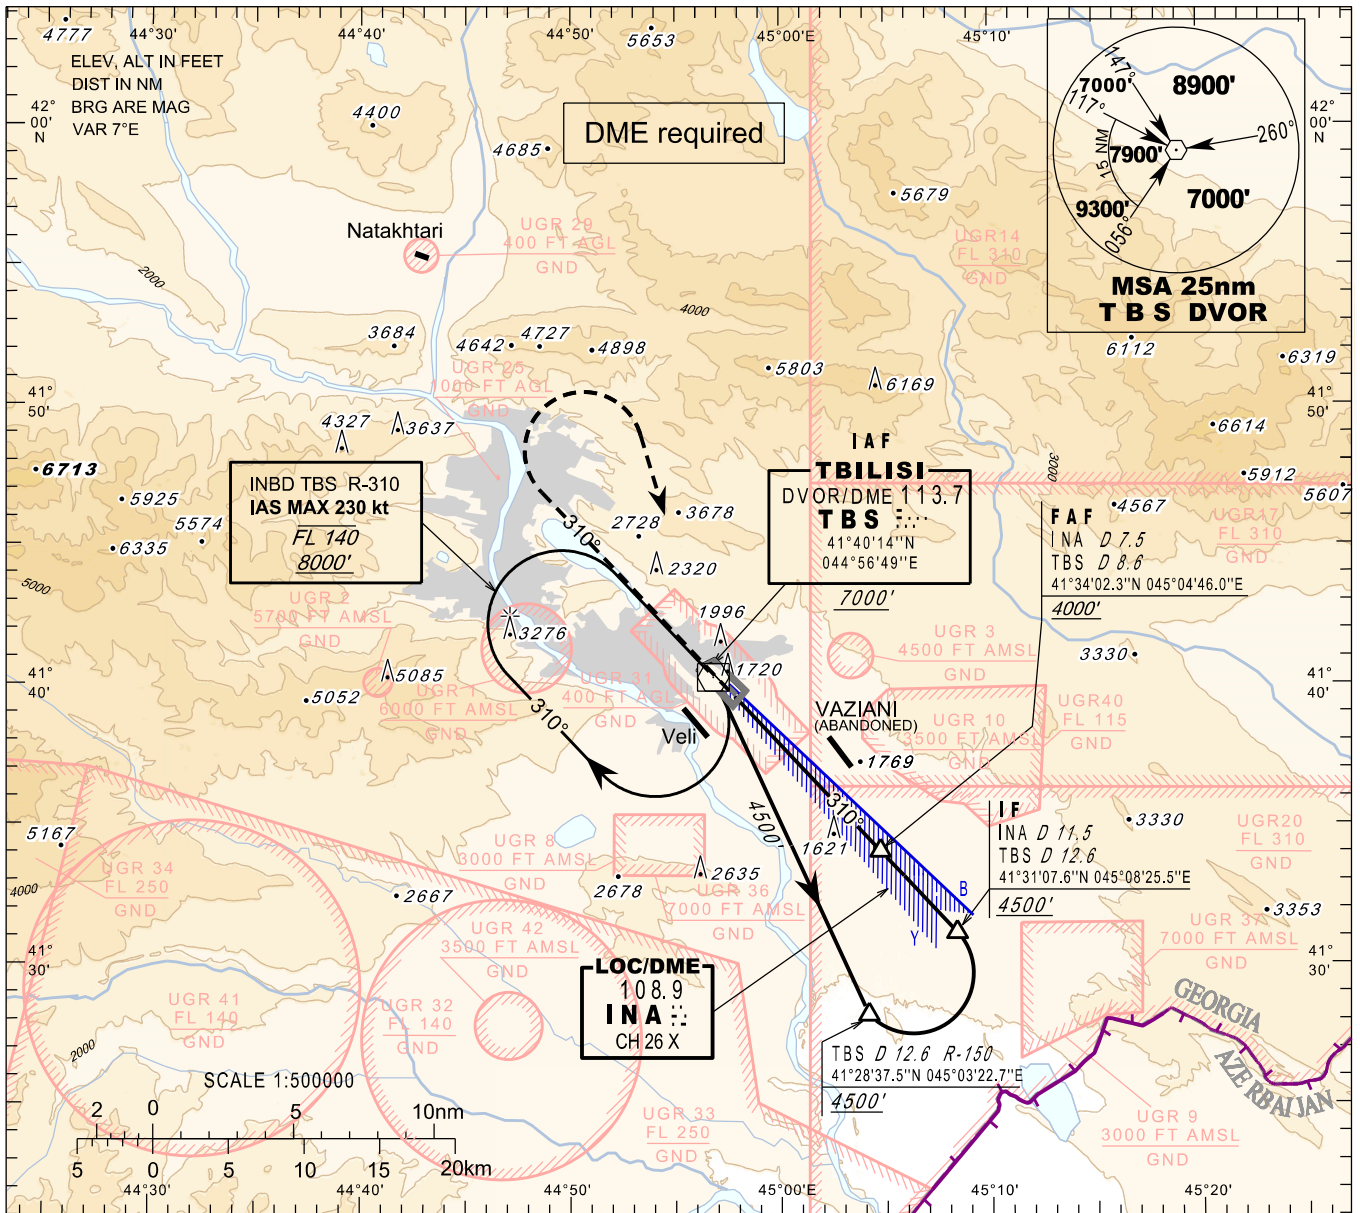 4777
44°30'
44°40'
44°50'
5653
45°00'E
45°10'
ELEV, ALT IN FEET
DIST IN NM
BRG ARE MAG
VAR 7°E
42°
00'
N
4400
4685
DME required
5679
147°
7000'
117°
8900'
260°
15 NM
7900'
7000'
9300'
056°
MSA 25nm
TBS DVOR
42°
00'
N
Natakhtari
UGR 29
400 FT AGL
GND
UGR14
FL 310
GND
2000
4000
3684
4642
4727
4898
5803
6169
6112
6319
UGR 25
1000 FT AGL
GND
41°
50'
41°
50'
4327
3637
6614
6713
5925
5574
6335
5912
5607
4567
3000
INBD TBS R-310
IAS MAX 230 kt
FL 140
8000'
310°
2728
3678
2320
IAF
TBILISI
DVOR/DME 113.7
TBS
41°40'14"N
044°56'49"E
7000'
FAF
INA D 7.5
TBS D 8.6
41°34'02.3"N 045°04'46.0"E
4000'
UGR17
FL 310
GND
5000
UGR 2
5700 FT AMSL
GND
3276
1996
1720
UGR 3
4500 FT AMSL
GND
3330
41°
40'
41°
40'
5085
5052
UGR 1
6000 FT AMSL
GND
UGR 31
400 FT AGL
GND
310°
Veli
VAZIANI
(ABANDONED)
1769
UGR 10
3500 FT AMSL
GND
UGR40
FL 115
GND
4500'
310°
1621
IF
INA D 11.5
TBS D 12.6
41°31'07.6"N 045°08'25.5"E
4500'
3330
UGR20
FL 310
GND
5167
UGR 34
FL 250
GND
4000
UGR 8
3000 FT AMSL
GND
2678
2635
2667
UGR 36
7000 FT AMSL
GND
B
Y
3353
UGR 37
7000 FT AMSL
GND
UGR 42
3500 FT AMSL
GND
41°
30'
41°
30'
LOC/DME
108.9
INA
CH 26 X
UGR 41
FL 140
GND
UGR 32
FL 140
GND
GEORGIA
AZERBAIJAN
2000
TBS D 12.6 R-150
41°28'37.5"N 045°03'22.7"E
4500'
SCALE 1:500000
2 0 5 10nm
5 0 5 10 15 20km
UGR 33
FL 250
GND
UGR 9
3000 FT AMSL
GND
44°30'
44°40'
44°50'
45°00'E
45°10'
45°20'